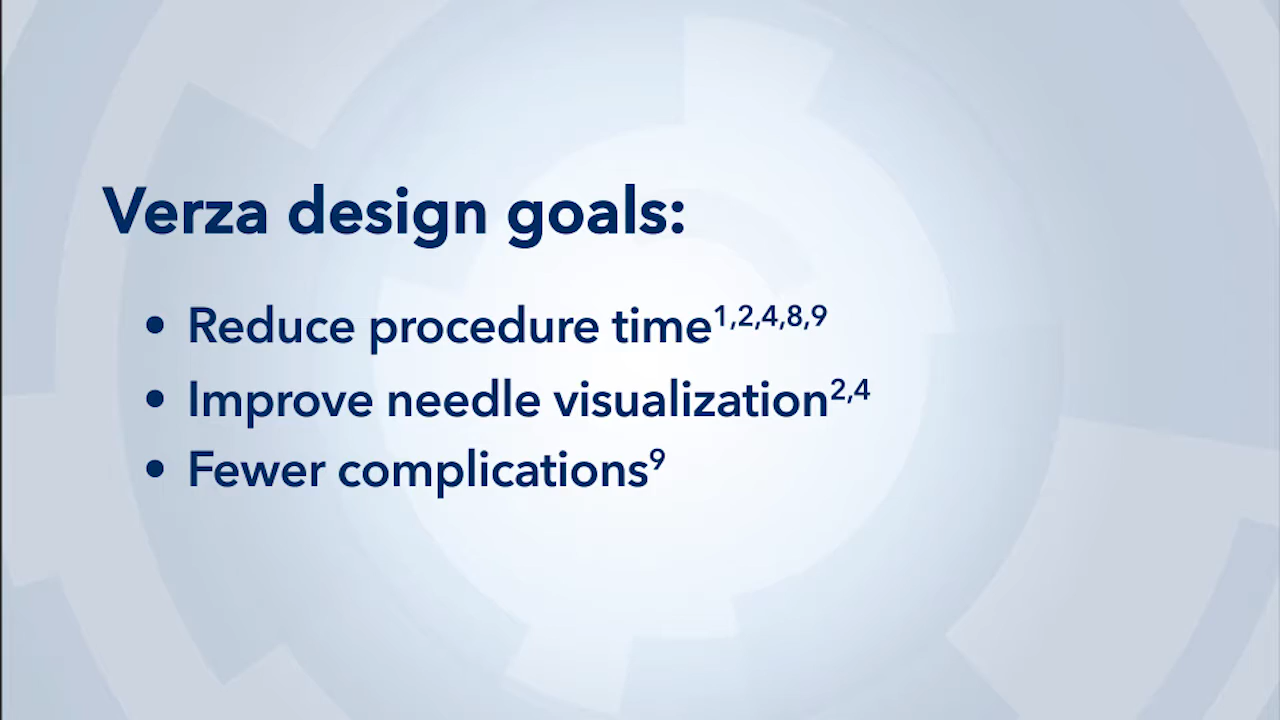 Verza design goals:
• Reduce procedure time1,2,4,8,9
• Improve needle visualization2,4
• Fewer complications9